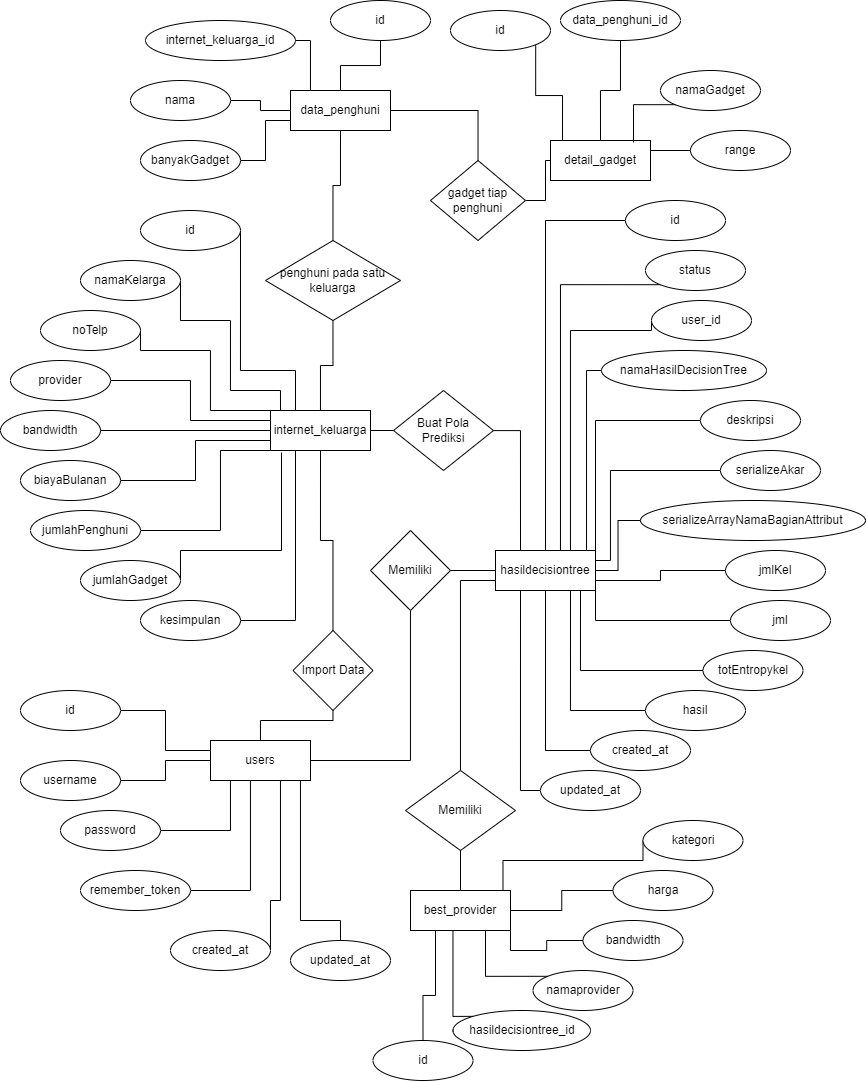 id
internet_keluarga_id
id
data_penghuni_id
nama
data_penghuni
namaGadget
banyakGadget
detail_gadget
range
gadget tiap
penghuni
id
id
penghuni pada satu
keluarga
status
namaKelarga
user_id
noTelp
namaHasilDecisionTree
provider
deskripsi
bandwidth
internet_keluarga
Buat Pola
Prediksi
serializeAkar
biayaBulanan
serializeArrayNamaBagianAttribut
jumlahPenghuni
Memiliki
hasildecisiontree
jmlKel
jumlahGadget
kesimpulan
jml
Import Data
totEntropykel
id
hasil
users
created_at
username
updated_at
password
Memiliki
kategori
remember_token
harga
best_provider
created_at
bandwidth
updated_at
namaprovider
hasildecisiontree_id
id